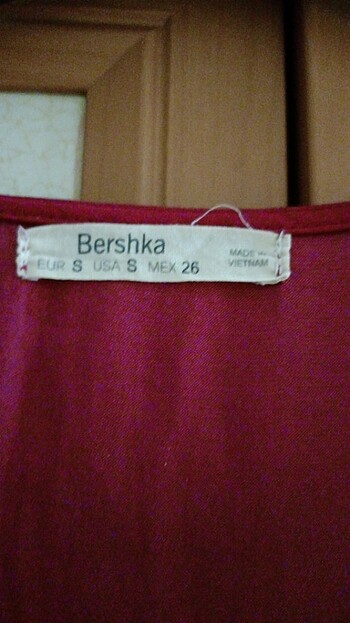 Bershka
EUR S USA S MEX 26
MADE IN
VIETNAM